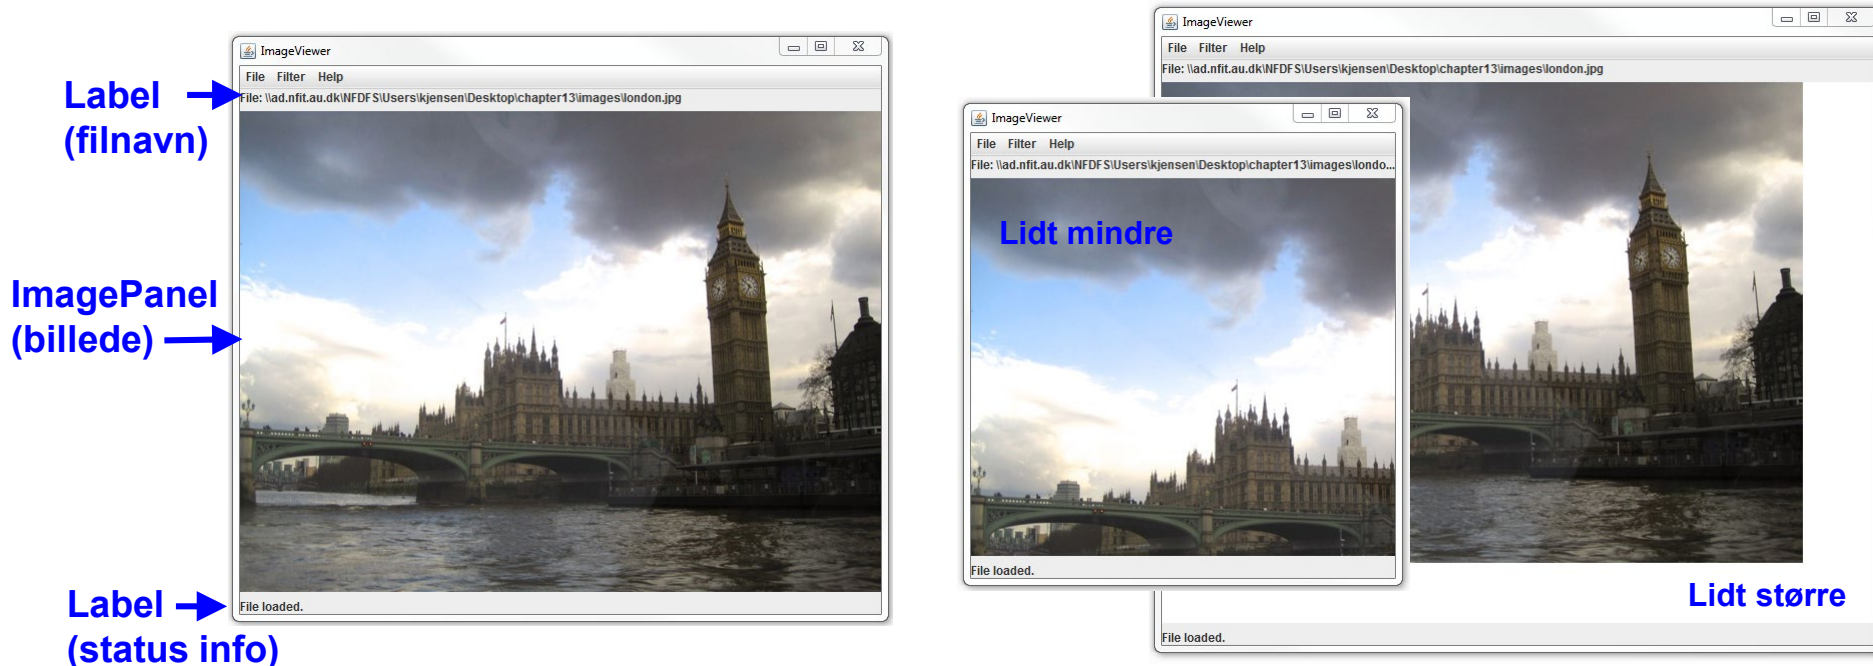 ImageViewer
File Filter Help
File: \\ad.nfit.au.dk\NFDFS\Users\kjensen\Desktop\chapter13\images\london.jpg
File loaded.
Label
(filnavn)
ImagePanel
(billede)
Label
(status info)
ImageViewer
File Filter Help
File: \\ad.nfit.au.dk\NFDFS\Users\kjensen\Desktop\chapter13\images\londo...
Lidt mindre
File loaded.
ImageViewer
File Filter Help
File: \\ad.nfit.au.dk\NFDFS\Users\kjensen\Desktop\chapter13\images\london.jpg
Lidt større
File loaded.